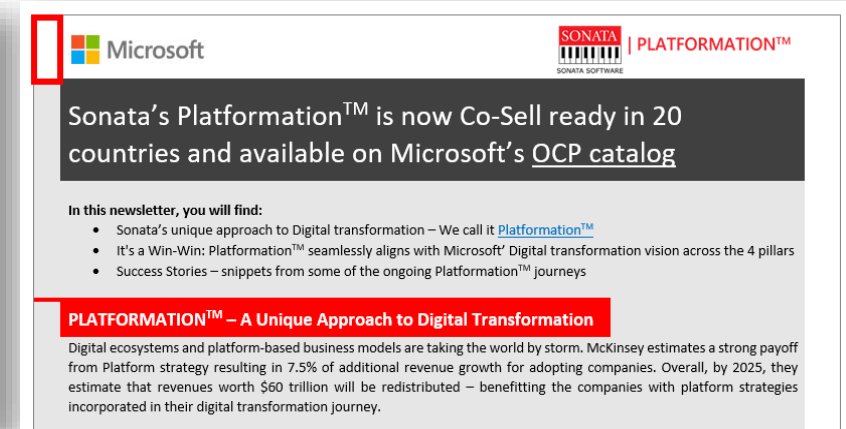 Microsoft
SONATA
SONATA SOFTWARE
| PLATFORMATION™
Sonata's Platformation™ is now Co-Sell ready in 20
countries and available on Microsoft's OCP catalog
In this newsletter, you will find:
• Sonata's unique approach to Digital transformation – We call it Platformation™
• It's a Win-Win: Platformation™ seamlessly aligns with Microsoft' Digital transformation vision across the 4 pillars
• Success Stories – snippets from some of the ongoing Platformation™ journeys
PLATFORMATION™ – A Unique Approach to Digital Transformation
Digital ecosystems and platform-based business models are taking the world by storm. McKinsey estimates a strong payoff
from Platform strategy resulting in 7.5% of additional revenue growth for adopting companies. Overall, by 2025, they
estimate that revenues worth $60 trillion will be redistributed – benefitting the companies with platform strategies
incorporated in their digital transformation journey.